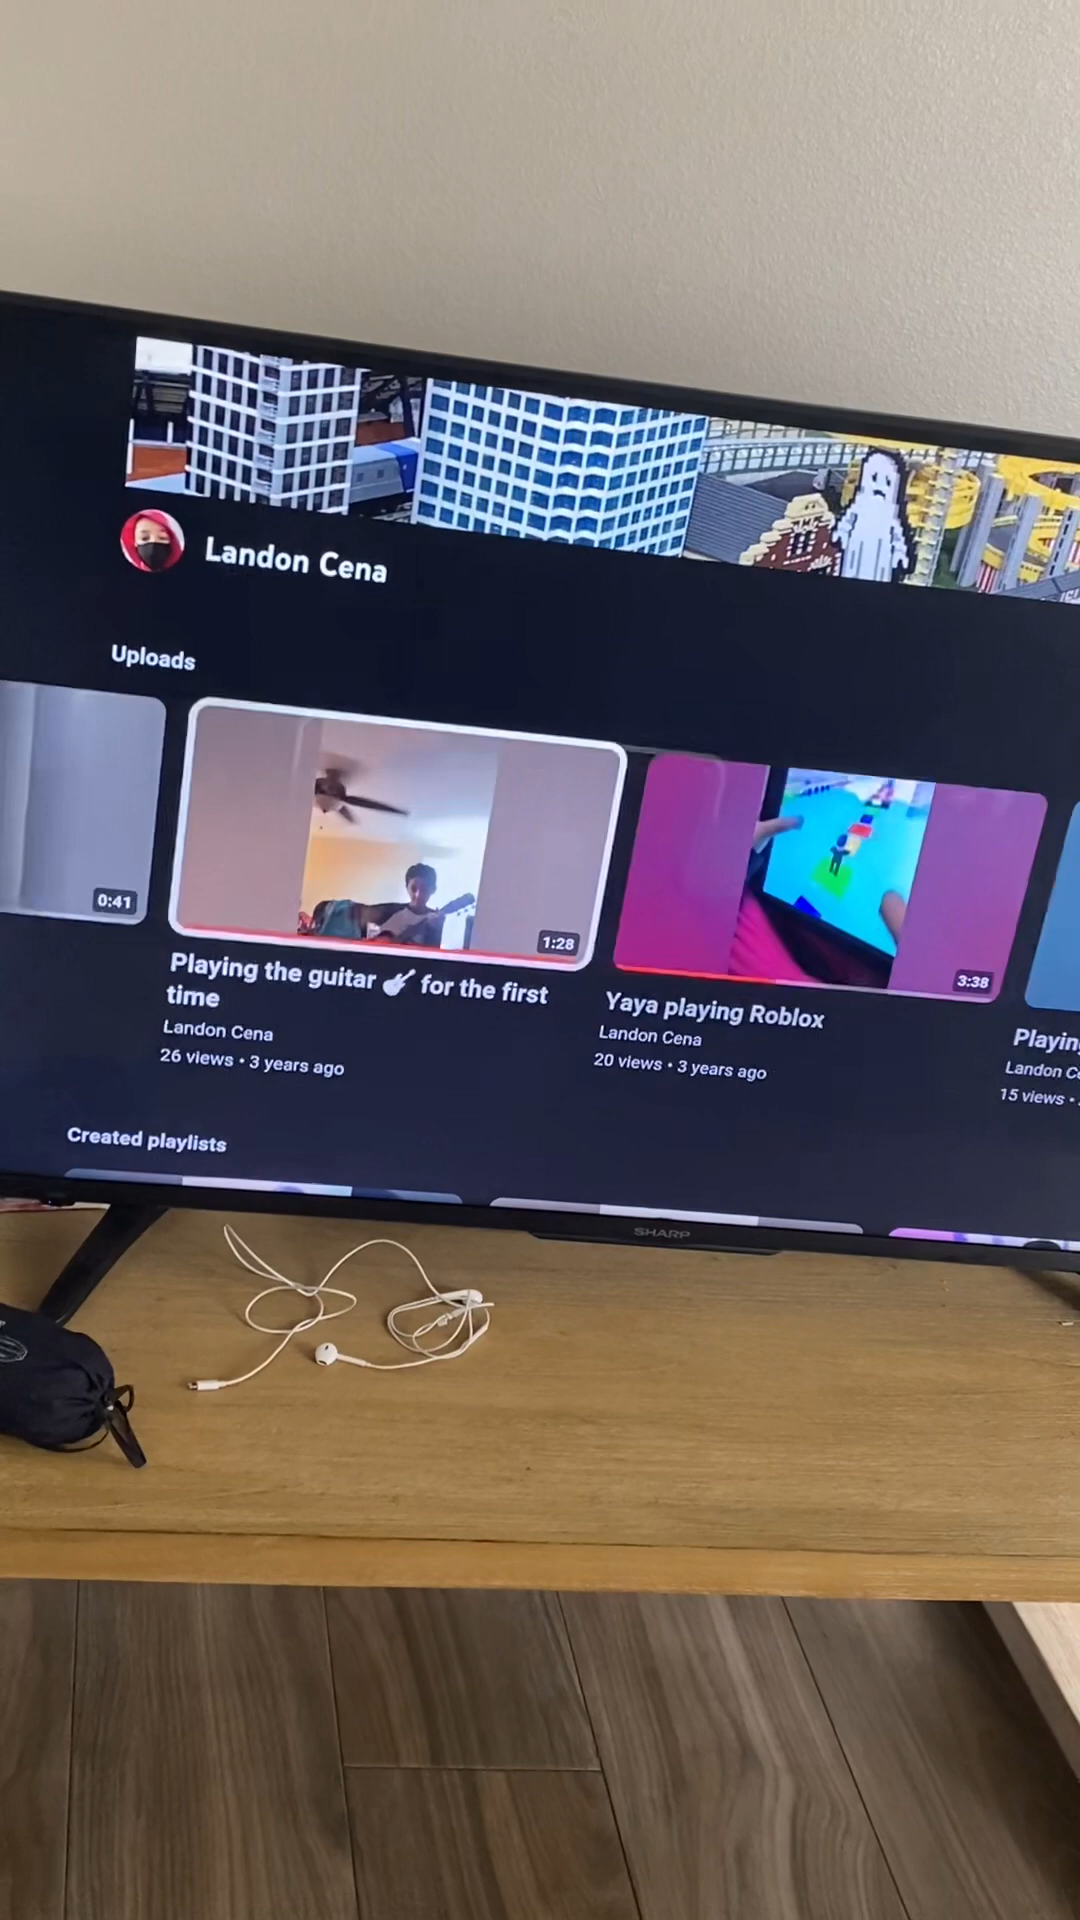 Landon Cena
Uploads
0:41
1:28
3:38
Playing the guitar 🎸 for the first
time
Landon Cena
26 views • 3 years ago
Yaya playing Roblox
Landon Cena
20 views • 3 years ago
Landon
15 views •
Created playlists
SHARP